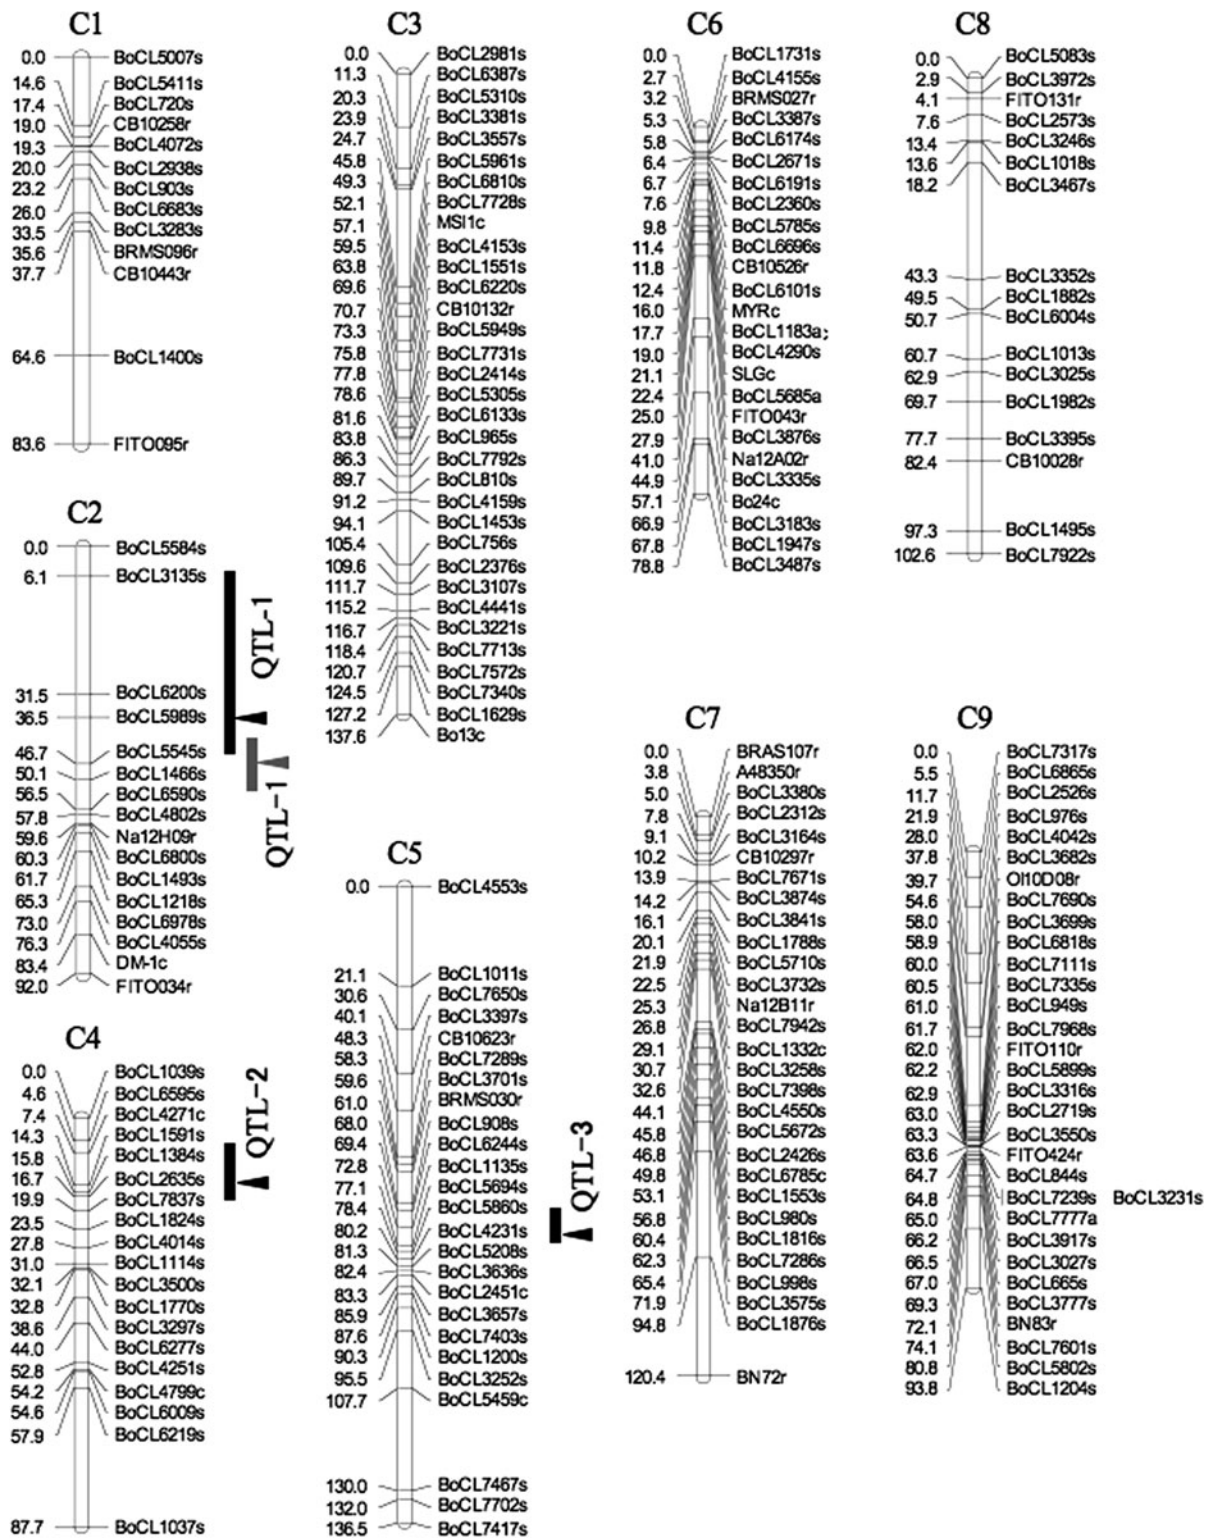 C1
0.0 BoCL5007s
14.6 BoCL5411s
17.4 BoCL720s
19.0 CB10258r
19.3 BoCL4072s
20.0 BoCL2938s
23.2 BoCL903s
26.0 BoCL6683s
33.5 BoCL3283s
35.6 BRMS096r
37.7 CB10443r
64.6 BoCL1400s
83.6 FITO095r
C2
0.0 BoCL5584s
6.1 BoCL3135s
31.5 BoCL6200s
36.5 BoCL5989s
46.7 BoCL5545s
50.1 BoCL1466s
56.5 BoCL6590s
57.8 BoCL4802s
59.6 Na12H09r
60.3 BoCL6800s
61.7 BoCL1493s
65.3 BoCL1218s
73.0 BoCL6978s
76.3 BoCL4055s
83.4 DM-1c
92.0 FITO034r
QTL-1
QTL-1
C4
0.0 BoCL1039s
4.6 BoCL6595s
7.4 BoCL4271c
14.3 BoCL1591s
15.8 BoCL1384s
16.7 BoCL2635s
19.9 BoCL7837s
23.5 BoCL1824s
27.8 BoCL4014s
31.0 BoCL1114s
32.1 BoCL3500s
32.8 BoCL1770s
38.6 BoCL3297s
44.0 BoCL6277s
52.8 BoCL4251s
54.2 BoCL4799c
54.6 BoCL6009s
57.9 BoCL6219s
87.7 BoCL1037s
QTL-2
C3
0.0 BoCL2981s
11.3 BoCL6387s
20.3 BoCL5310s
23.9 BoCL3381s
24.7 BoCL3557s
45.8 BoCL5961s
49.3 BoCL6810s
52.1 BoCL7728s
57.1 MSI1c
59.5 BoCL4153s
63.8 BoCL1551s
69.6 BoCL6220s
70.7 CB10132r
73.3 BoCL5949s
75.8 BoCL7731s
77.8 BoCL2414s
78.6 BoCL5305s
81.6 BoCL6133s
83.8 BoCL965s
86.3 BoCL7792s
89.7 BoCL810s
91.2 BoCL4159s
94.1 BoCL1453s
105.4 BoCL756s
109.6 BoCL2376s
111.7 BoCL3107s
115.2 BoCL4441s
116.7 BoCL3221s
118.4 BoCL7713s
120.7 BoCL7572s
124.5 BoCL7340s
127.2 BoCL1629s
137.6 Bo13c
C5
0.0 BoCL4553s
21.1 BoCL1011s
30.6 BoCL7650s
40.1 BoCL3397s
48.3 CB10623r
58.3 BoCL7289s
59.6 BoCL3701s
61.0 BRMS030r
68.0 BoCL908s
69.4 BoCL6244s
72.8 BoCL1135s
77.1 BoCL5694s
78.4 BoCL5860s
80.2 BoCL4231s
81.3 BoCL5208s
82.4 BoCL3636s
83.3 BoCL2451c
85.9 BoCL3657s
87.6 BoCL7403s
90.3 BoCL1200s
95.5 BoCL3252s
107.7 BoCL5459c
130.0 BoCL7467s
132.0 BoCL7702s
136.5 BoCL7417s
QTL-3
C6
0.0 BoCL1731s
2.7 BoCL4155s
3.2 BRMS027r
5.3 BoCL3387s
5.8 BoCL6174s
6.4 BoCL2671s
6.7 BoCL6191s
7.6 BoCL2360s
9.8 BoCL5785s
11.4 BoCL6696s
11.8 CB10526r
12.4 BoCL6101s
16.0 MYRc
17.7 BoCL1183a;
19.0 BoCL4290s
21.1 SLGc
22.4 BoCL5685a
25.0 FITO043r
27.9 BoCL3876s
41.0 Na12A02r
44.9 BoCL3335s
57.1 Bo24c
66.9 BoCL3183s
67.8 BoCL1947s
78.8 BoCL3487s
C7
0.0 BRAS107r
3.8 A48350r
5.0 BoCL3380s
7.8 BoCL2312s
9.1 BoCL3164s
10.2 CB10297r
13.9 BoCL7671s
14.2 BoCL3874s
16.1 BoCL3841s
20.1 BoCL1788s
21.9 BoCL5710s
22.5 BoCL3732s
25.3 Na12B11r
26.8 BoCL7942s
29.1 BoCL1332c
30.7 BoCL3258s
32.6 BoCL7398s
44.1 BoCL4550s
45.8 BoCL5672s
46.8 BoCL2426s
49.8 BoCL6785c
53.1 BoCL1553s
56.8 BoCL980s
60.4 BoCL1816s
62.3 BoCL7286s
65.4 BoCL998s
71.9 BoCL3575s
94.8 BoCL1876s
120.4 BN72r
C8
0.0 BoCL5083s
2.9 BoCL3972s
4.1 FITO131r
7.6 BoCL2573s
13.4 BoCL3246s
13.6 BoCL1018s
18.2 BoCL3467s
43.3 BoCL3352s
49.5 BoCL1882s
50.7 BoCL6004s
60.7 BoCL1013s
62.9 BoCL3025s
69.7 BoCL1982s
77.7 BoCL3395s
82.4 CB10028r
97.3 BoCL1495s
102.6 BoCL7922s
C9
0.0 BoCL7317s
5.5 BoCL6865s
11.7 BoCL2526s
21.9 BoCL976s
28.0 BoCL4042s
37.8 BoCL3682s
39.7 Ol10D08r
54.6 BoCL7690s
58.0 BoCL3699s
58.9 BoCL6818s
60.0 BoCL7111s
60.5 BoCL7335s
61.0 BoCL949s
61.7 BoCL7968s
62.0 FITO110r
62.2 BoCL5899s
62.9 BoCL3316s
63.0 BoCL2719s
63.3 BoCL3550s
63.6 FITO424r
64.7 BoCL844s
64.8 BoCL7239s BoCL3231s
65.0 BoCL7777a
66.2 BoCL3917s
66.5 BoCL3027s
67.0 BoCL665s
69.3 BoCL3777s
72.1 BN83r
74.1 BoCL7601s
80.8 BoCL5802s
93.8 BoCL1204s